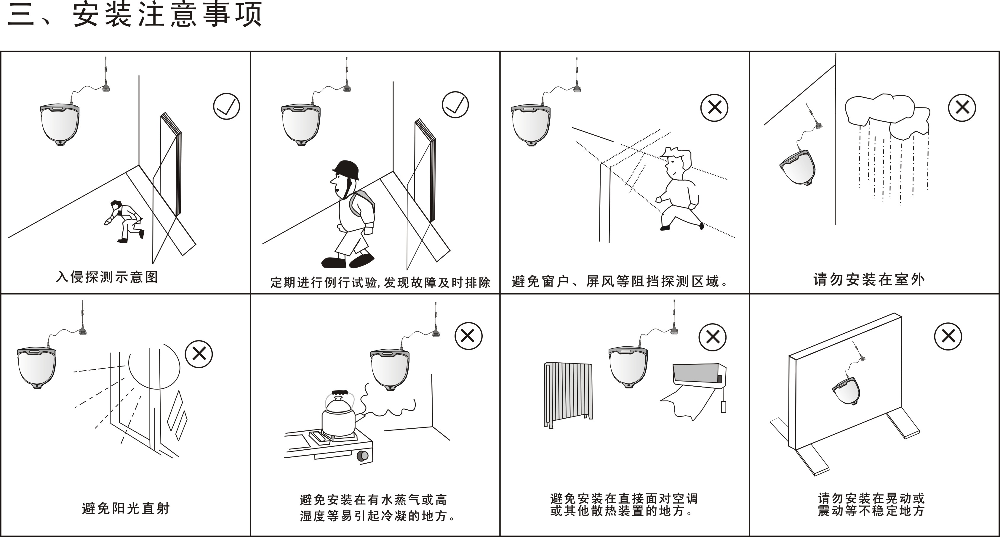 三、安装注意事项
入侵探测示意图
定期进行例行试验,发现故障及时排除
避免窗户、屏风等阻挡探测区域。
请勿安装在室外
避免阳光直射
避免安装在有水蒸气或高
湿度等易引起冷凝的地方。
避免安装在直接面对空调
或其他散热装置的地方。
请勿安装在晃动或
震动等不稳定地方